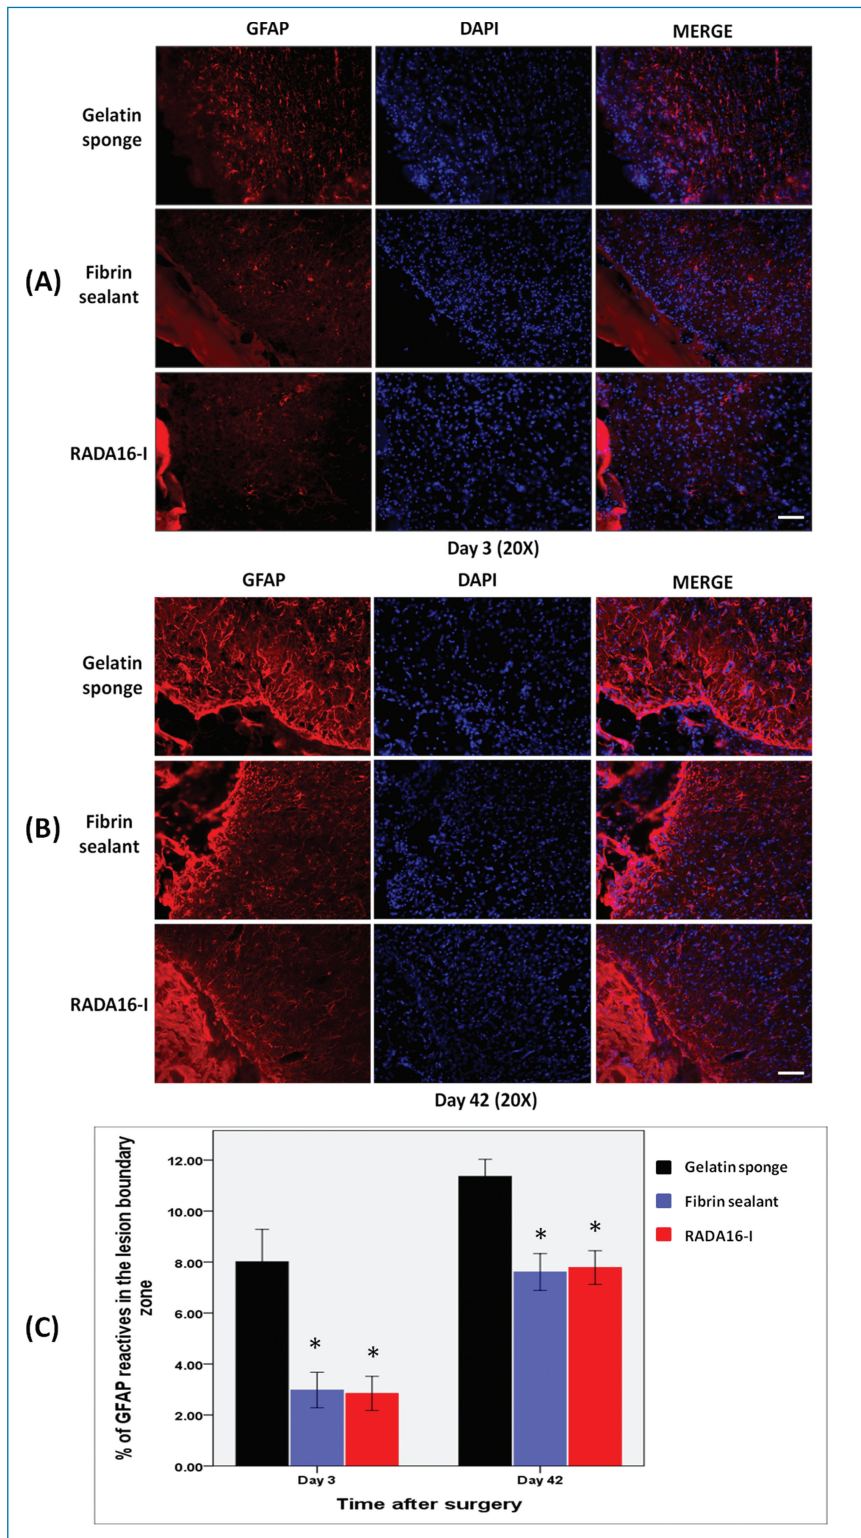 GFAP DAPI MERGE
Gelatin
sponge
(A)
Fibrin
sealant
RADA16-I
Day 3 (20X)
GFAP DAPI MERGE
Gelatin
sponge
(B)
Fibrin
sealant
RADA16-I
Day 42 (20X)
(C)
% of GFAP reactives in the lesion boundary
zone
12.00
10.00
8.00
6.00
4.00
2.00
0.00
* *
* *
Day 3 Day 42
Time after surgery
Gelatin sponge
Fibrin sealant
RADA16-I